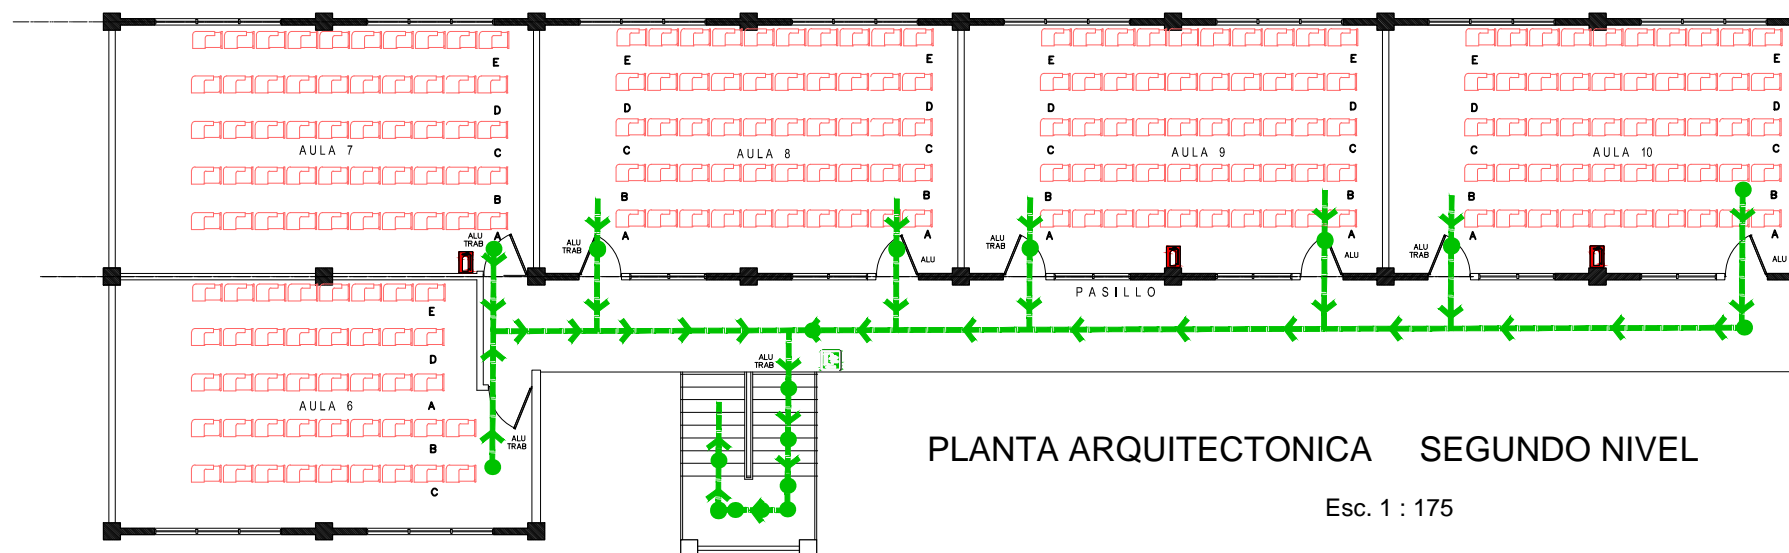 E
E
E
E
E
E
E
D
D
D
D
D
D
D
AULA 7
C
C
AULA 8
C
C
AULA 9
C
C
AULA 10
C
B
B
B
B
B
B
B
A
A
A
A
A
A
A
ALU
TRAB
ALU
TRAB
ALU
ALU
TRAB
ALU
ALU
TRAB
ALU
PASILLO
E
D
ALU
TRAB
AULA 6
A
B
ALU
TRAB
C
PLANTA ARQUITECTONICA SEGUNDO NIVEL
Esc. 1 : 175